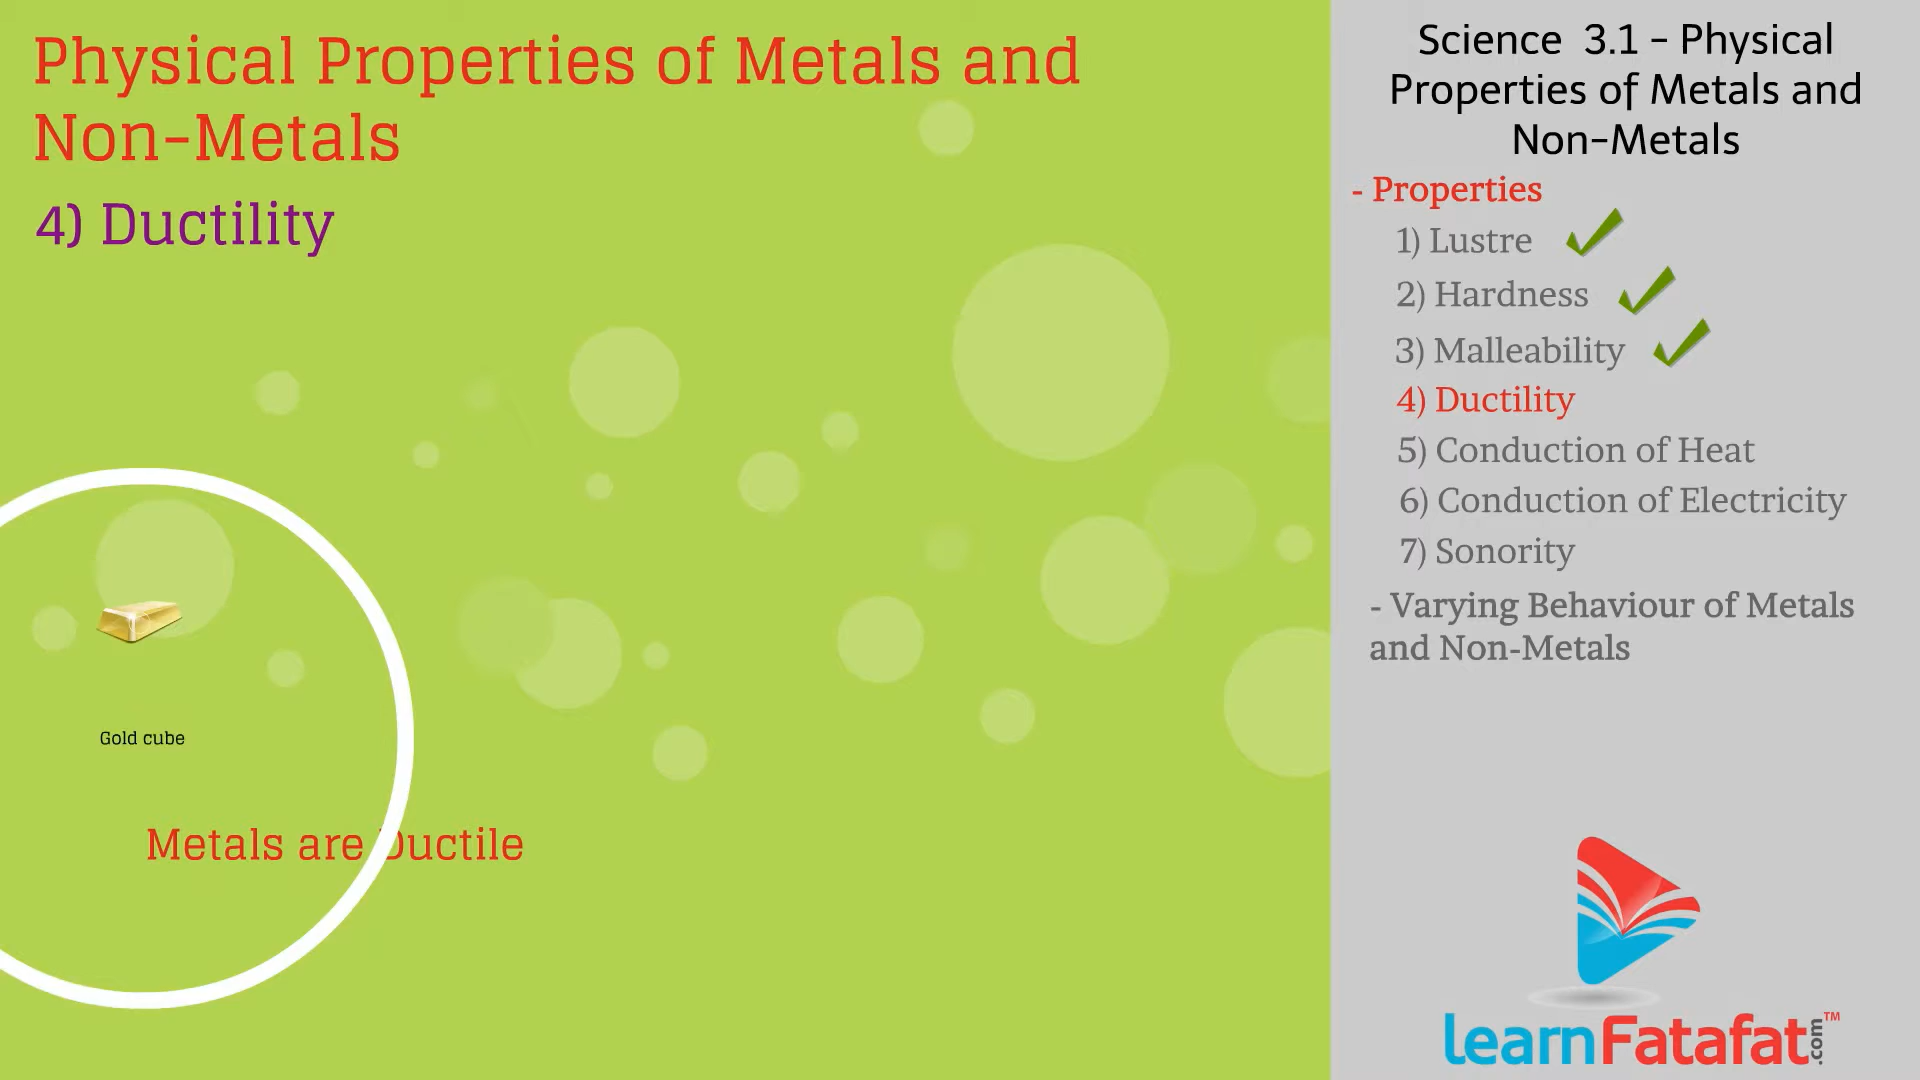 Physical Properties of Metals and
Non-Metals
4) Ductility
Gold cube
Metals are Ductile
Science 3.1 - Physical
Properties of Metals and
Non-Metals
- Properties
1) Lustre
2) Hardness
3) Malleability
4) Ductility
5) Conduction of Heat
6) Conduction of Electricity
7) Sonority
- Varying Behaviour of Metals
and Non-Metals
learnFatafat.com™